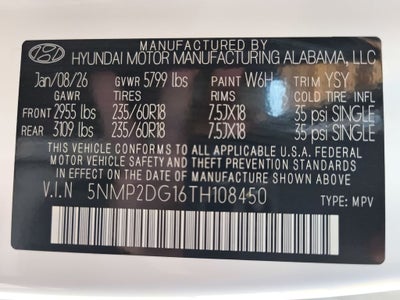 MANUFACTURED BY
HYUNDAI MOTOR MANUFACTURING ALABAMA, LLC
Jan/08/26 GVWR 5799 lbs PAINT W6H TRIM YSY
GAWR TIRES RIMS COLD TIRE INFL
FRONT 2955 lbs 235/60R18 7.5JX18 35 psi SINGLE
REAR 3109 lbs 235/60R18 7.5JX18 35 psi SINGLE
THIS VEHICLE CONFORMS TO ALL APPLICABLE U.S.A. FEDERAL
MOTOR VEHICLE SAFETY AND THEFT PREVENTION STANDARDS
IN EFFECT ON THE DATE OF MANUFACTURE SHOWN ABOVE
V.I.N 5NMP2DG16TH108450
TYPE: MPV